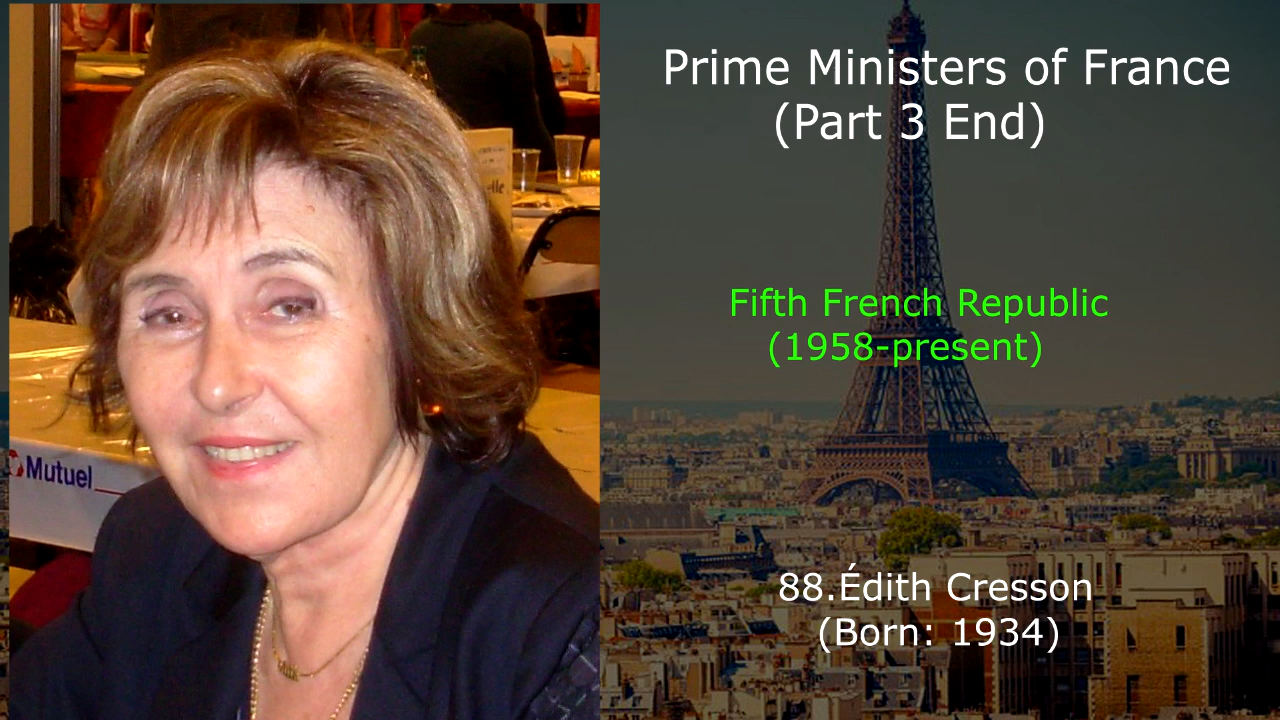 Prime Ministers of France
(Part 3 End)
Fifth French Republic
(1958-present)
88.Édith Cresson
(Born: 1934)
Mutuel